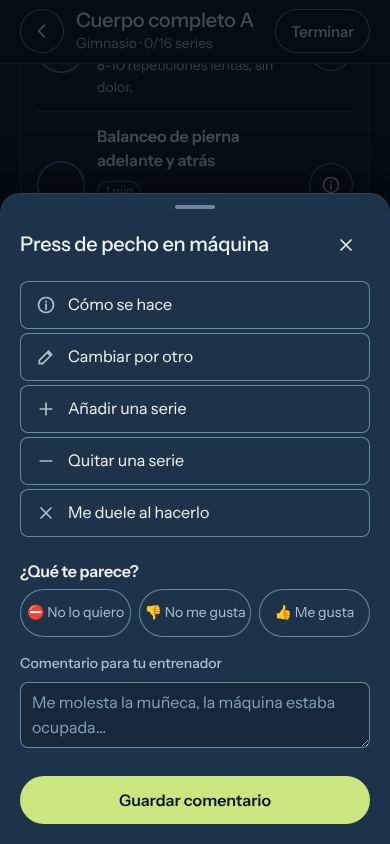 Cuerpo completo A
Gimnasio · 0/16 series
Terminar
8-10 repeticiones lentas, sin
dolor.
Balanceo de pierna
adelante y atrás
1 min
Press de pecho en máquina
Cómo se hace
Cambiar por otro
Añadir una serie
Quitar una serie
Me duele al hacerlo
¿Qué te parece?
No lo quiero
No me gusta
Me gusta
Comentario para tu entrenador
Me molesta la muñeca, la máquina estaba
ocupada...
Guardar comentario